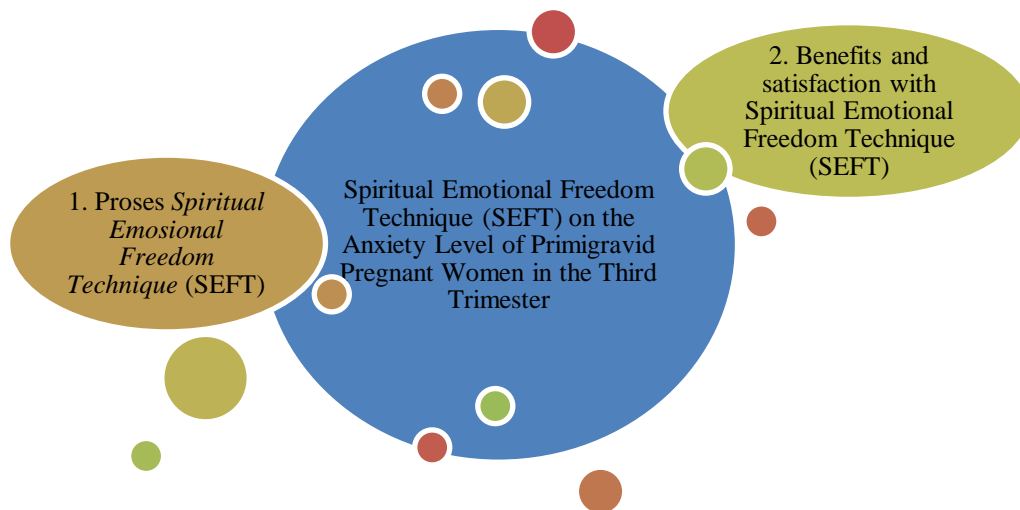 1. Proses Spiritual
Emosional
Freedom
Technique (SEFT)
Spiritual Emotional Freedom
Technique (SEFT) on the
Anxiety Level of Primigravid
Pregnant Women in the Third
Trimester
2. Benefits and
satisfaction with
Spiritual Emotional
Freedom Technique
(SEFT)